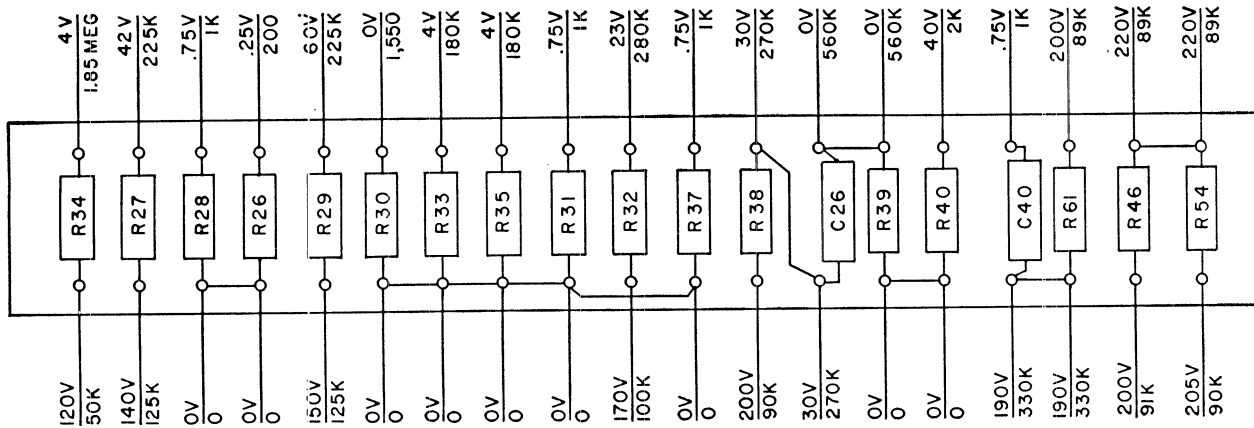 4V
1.85 MEG
42V
225K
.75V
1K
.25V
200
60V
225K
0V
1,550
4V
180K
4V
180K
.75V
1K
23V
280K
.75V
1K
30V
270K
0V
560K
0V
560K
40V
2K
.75V
1K
200V
89K
220V
89K
220V
89K
R34
R27
R28
R26
R29
R30
R33
R35
R31
R32
R37
R38
C26
R39
R40
C40
R61
R46
R54
120V
50K
140V
125K
0V
0
0V
0
150V
125K
0V
0
0V
0
0V
0
0V
0
170V
100K
0V
0
200V
90K
30V
270K
0V
0
0V
0
190V
330K
190V
330K
200V
91K
205V
90K